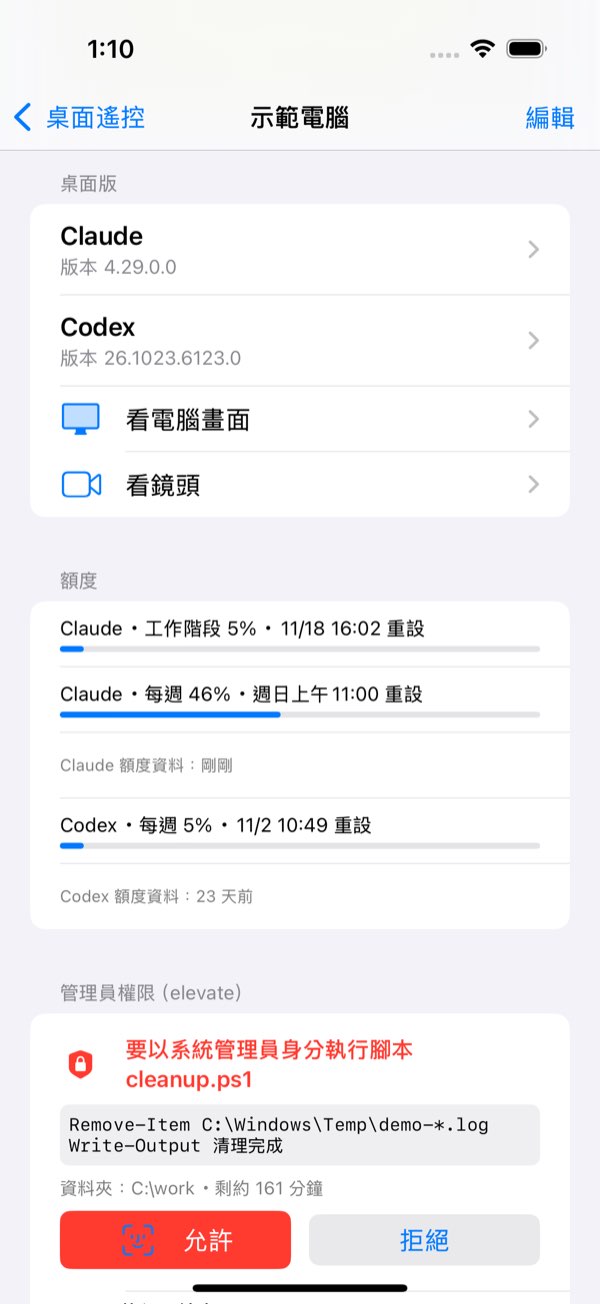 1:10
桌面遙控
示範電腦
編輯
桌面版
Claude
版本 4.29.0.0
Codex
版本 26.1023.6123.0
看電腦畫面
看鏡頭
額度
Claude・工作階段 5%・ 11/18 16:02 重設
Claude・每週 46%・週日上午11:00 重設
Claude 額度資料：剛剛
Codex・每週 5%・ 11/2 10:49 重設
Codex 額度資料：23 天前
管理員權限（elevate）
要以系統管理員身分執行腳本
cleanup.ps1
Remove-Item C:\Windows\Temp\demo-*.log
Write-Output 清理完成
資料夾：C:\work・剩約 161 分鐘
允許
拒絕